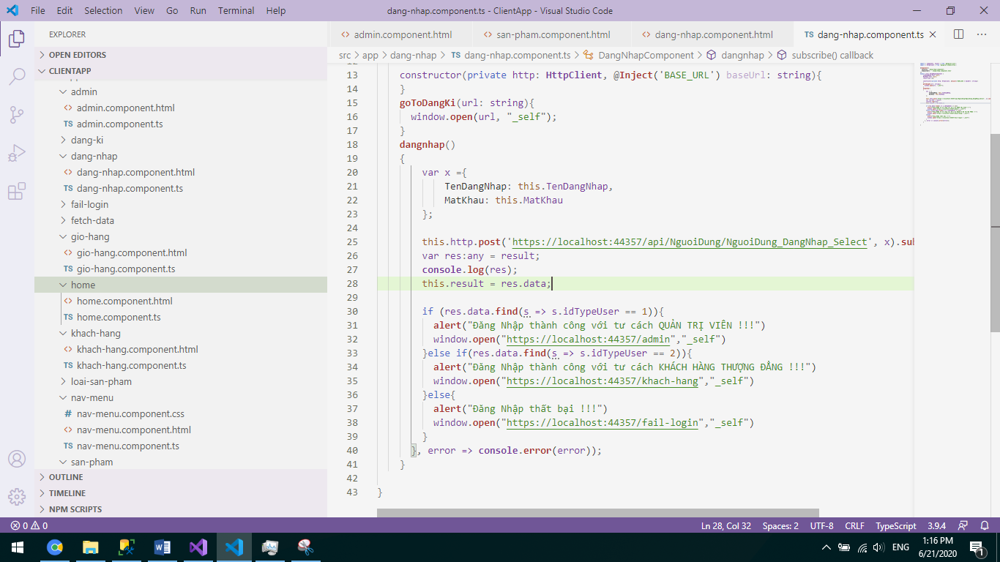 File Edit Selection View Go Run Terminal Help
dang-nhap.component.ts - ClientApp - Visual Studio Code
EXPLORER
OPEN EDITORS
CLIENTAPP
admin
admin.component.html
admin.component.ts
dang-ki
dang-nhap
dang-nhap.component.html
dang-nhap.component.ts
fail-login
fetch-data
gio-hang
gio-hang.component.html
gio-hang.component.ts
home
home.component.html
home.component.ts
khach-hang
khach-hang.component.html
khach-hang.component.ts
loai-san-pham
nav-menu
nav-menu.component.css
nav-menu.component.html
nav-menu.component.ts
san-pham
OUTLINE
TIMELINE
NPM SCRIPTS
admin.component.html san-pham.component.html dang-nhap.component.html dang-nhap.component.ts
src > app > dang-nhap > TS dang-nhap.component.ts > DangNhapComponent > dangnhap > subscribe() callback
13 constructor(private http: HttpClient, @Inject('BASE_URL') baseUrl: string){
14 }
15 goToDangKi(url: string){
16 window.open(url, "_self");
17 }
18 dangnhap()
19 {
20 var x ={
21 TenDangNhap: this.TenDangNhap,
22 MatKhau: this.MatKhau
23 };
24
25 this.http.post('https://localhost:44357/api/NguoiDung/NguoiDung_DangNhap_Select', x).sub
26 var res:any = result;
27 console.log(res);
28 this.result = res.data;
29
30 if (res.data.find(s => s.idTypeUser == 1)){
31 alert("Đăng Nhập thành công với tư cách QUẢN TRỊ VIÊN !!!")
32 window.open("https://localhost:44357/admin","_self")
33 }else if(res.data.find(s => s.idTypeUser == 2)){
34 alert("Đăng Nhập thành công với tư cách KHÁCH HÀNG THƯỢNG ĐẲNG !!!")
35 window.open("https://localhost:44357/khach-hang","_self")
36 }else{
37 alert("Đăng Nhập thất bại !!!")
38 window.open("https://localhost:44357/fail-login","_self")
39 }
40 }, error => console.error(error));
41 }
42
43 }
0 0 Ln 28, Col 32 Spaces: 2 UTF-8 CRLF TypeScript 3.9.4
ENG
1:16 PM
6/21/2020
1